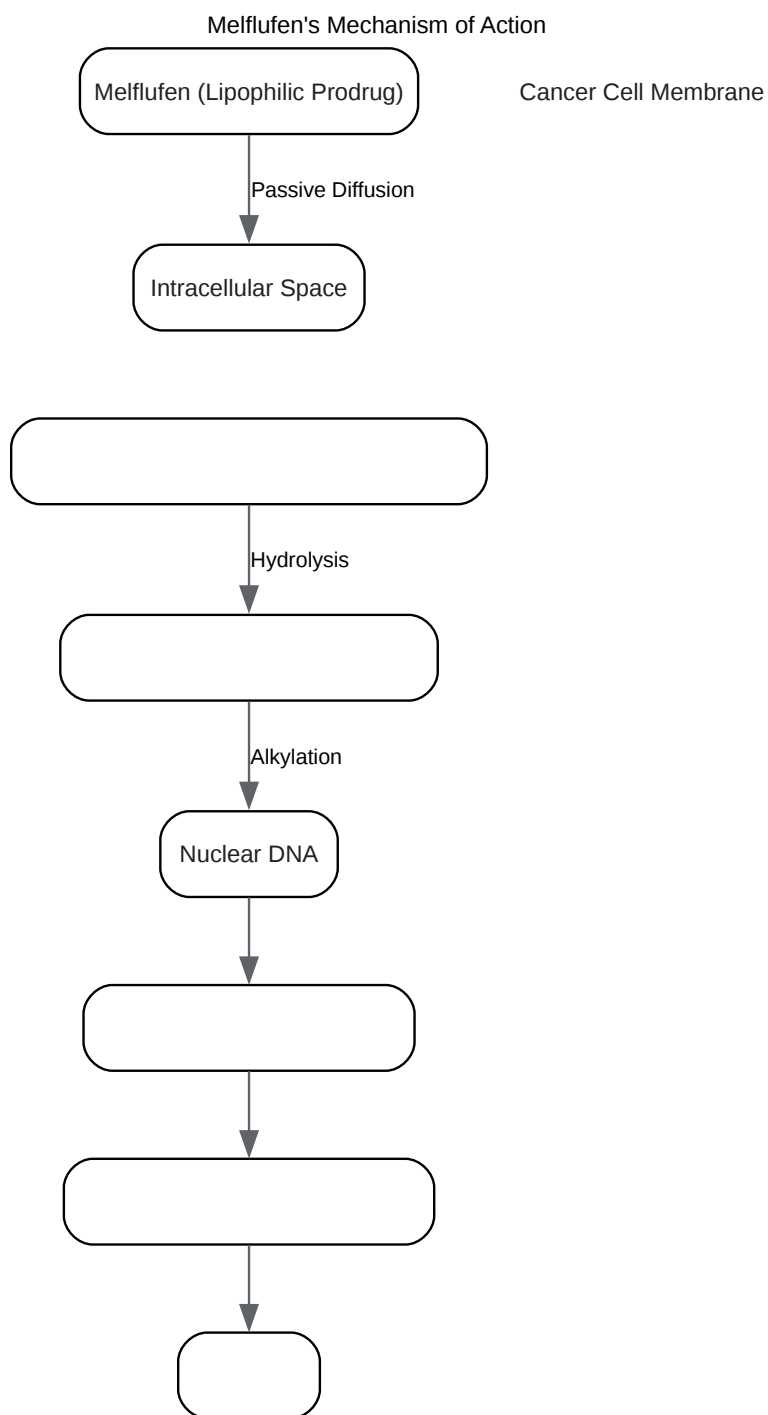 Melflufen's Mechanism of Action
Melflufen (Lipophilic Prodrug)
Cancer Cell Membrane
Passive Diffusion
Intracellular Space
Hydrolysis
Alkylation
Nuclear DNA